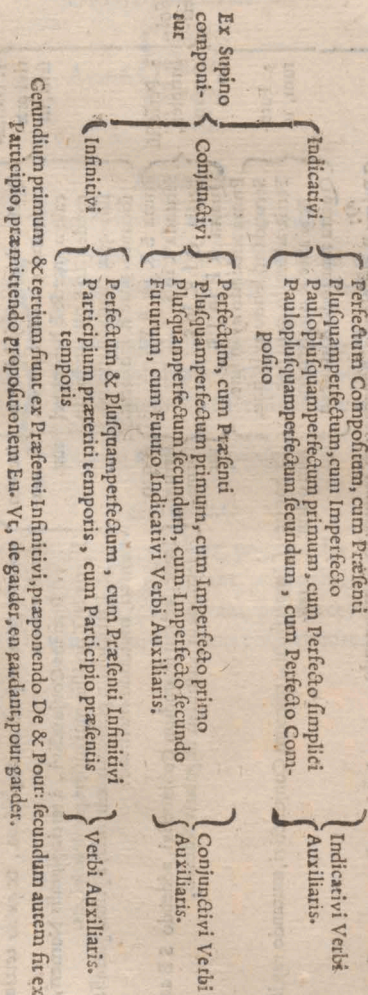 Ex Supino
componi-
tur
Indicativi
Perfectum Compoſitum, cum Præſenti
Pluſquamperfectum, cum Imperfecto
Paulopluſquamperfectum primum, cum Perfecto ſimplici
Paulopluſquamperfectum ſecundum, cum Perfecto Com-
poſito
Indicativi Verbi
Auxiliaris.
Conjunctivi
Perfectum, cum Præſenti
Pluſquamperfectum primum, cum Imperfecto primo
Pluſquamperfectum ſecundum, cum Imperfecto ſecundo
Futurum, cum Futuro Indicativi Verbi Auxiliaris.
Conjunctivi Verbi
Auxiliaris.
Infinitivi
Perfectum & Pluſquamperfectum, cum Præſenti Infinitivi
Participium præteriti temporis, cum Participio præſentis
temporis
Verbi Auxiliaris.
Gerundium primum & tertium fiunt ex Præſenti Infinitivi, præponendo De & Pour: ſecundum autem fit ex
Participio, præmittendo propoſitionem En. Vt, de garder, en gardant, pour garder.